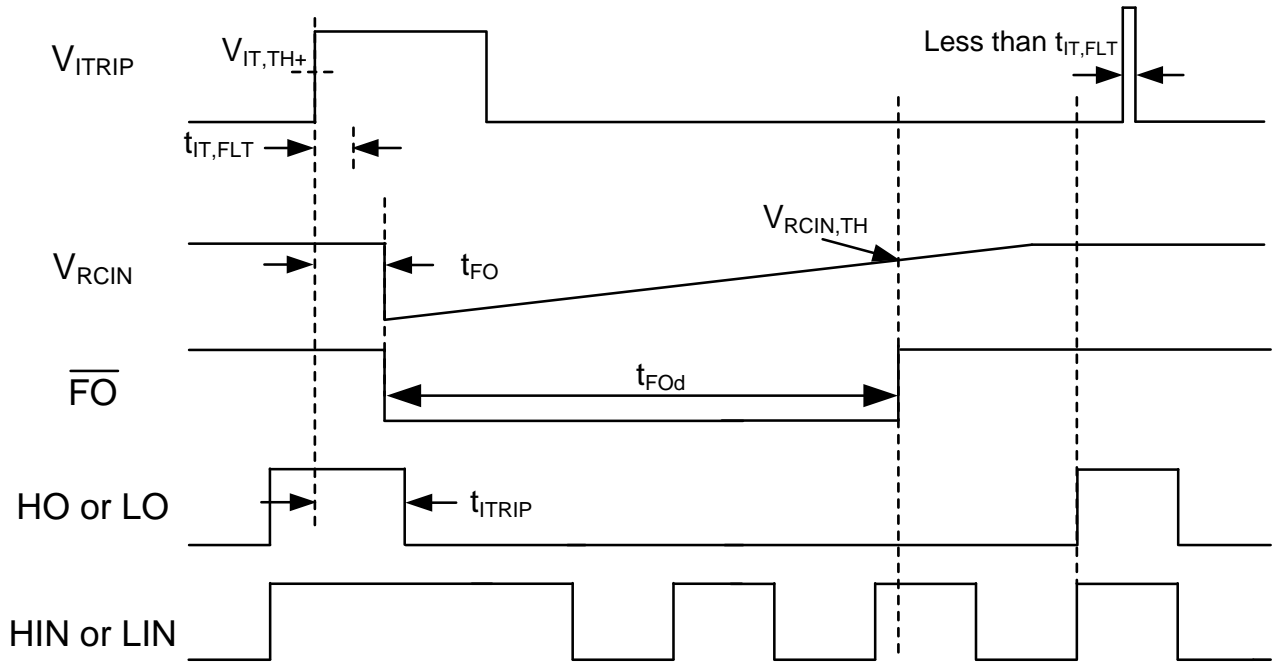 V_ITRIP
V_IT,TH+
Less than t_IT,FLT
t_IT,FLT
V_RCIN,TH
V_RCIN
t_FO
F̅O̅
t_FOd
HO or LO
t_ITRIP
HIN or LIN